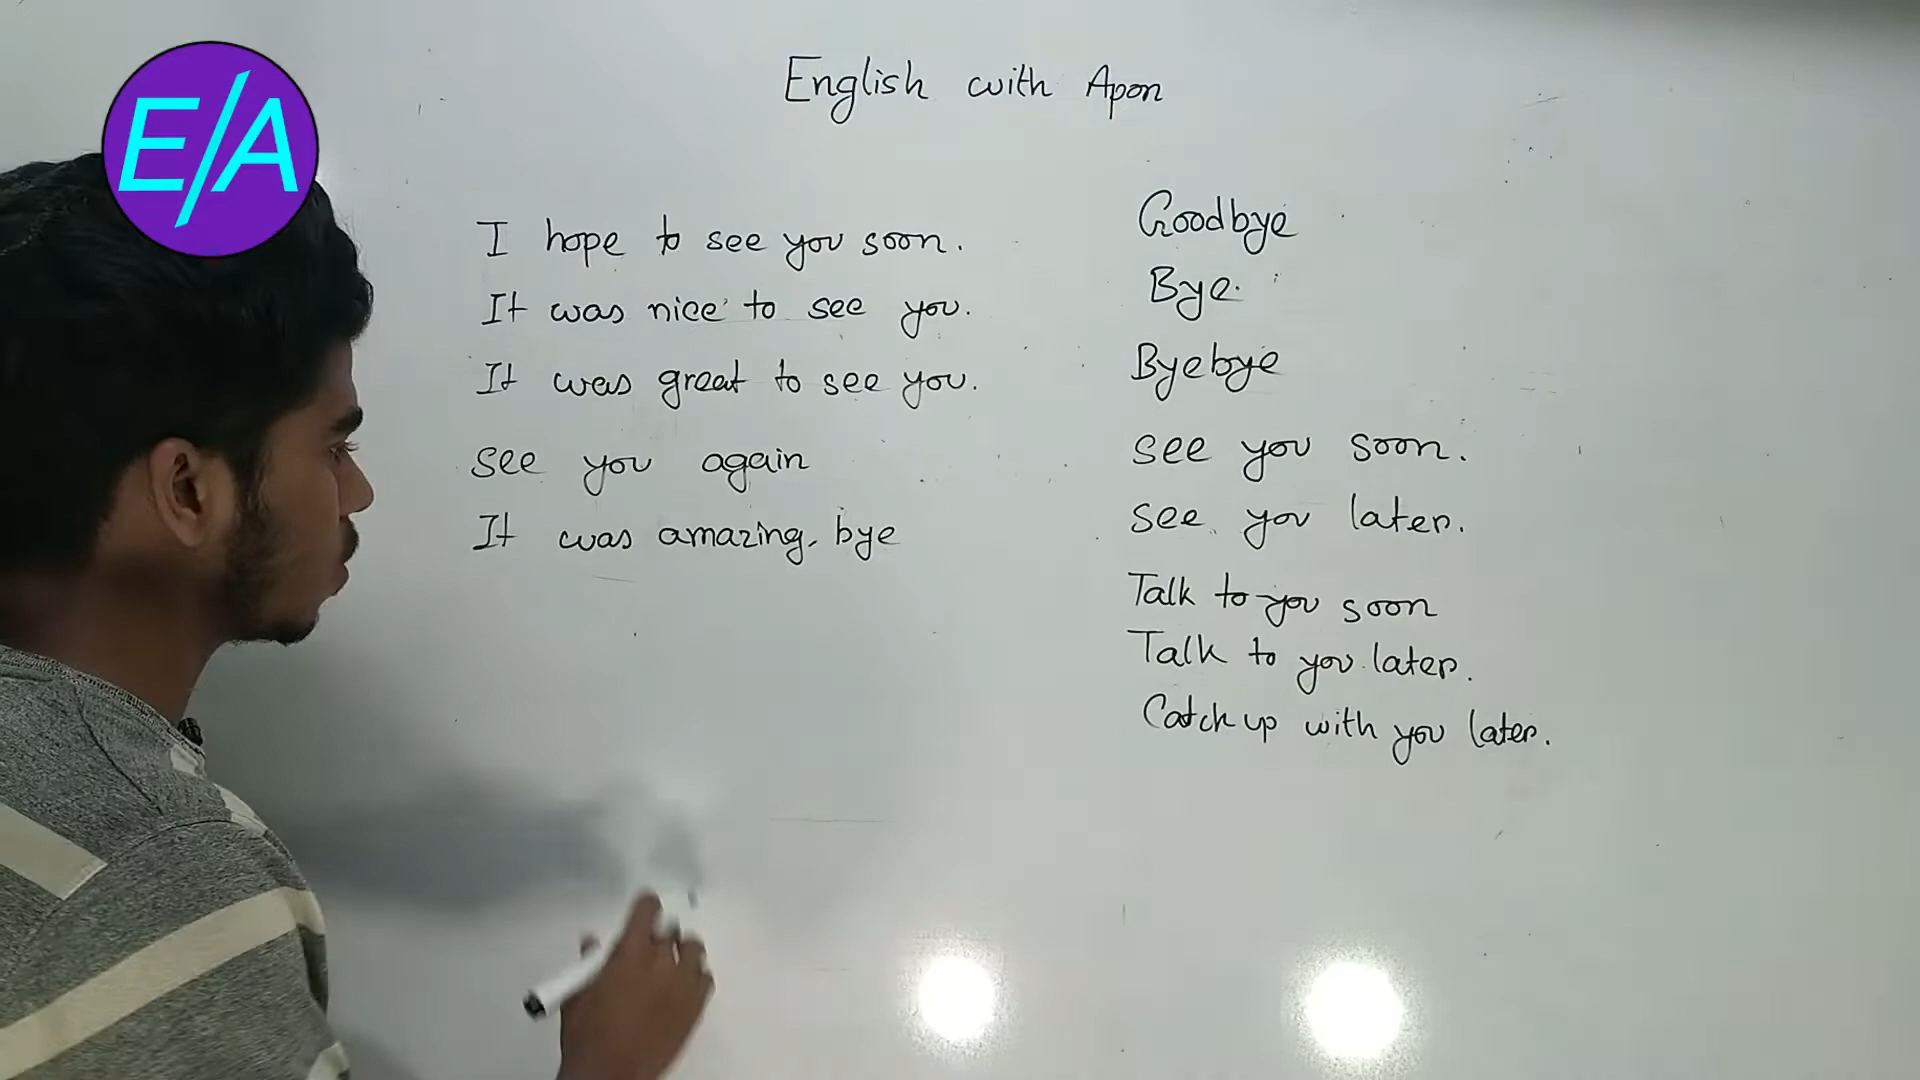 E/A
English with Apon
I hope to see you soon.
It was nice to see you.
It was great to see you.
see you again
It was amazing, bye
Goodbye
Bye.
Byebye
see you soon.
see you later.
Talk to you soon
Talk to you later.
Catch up with you later.